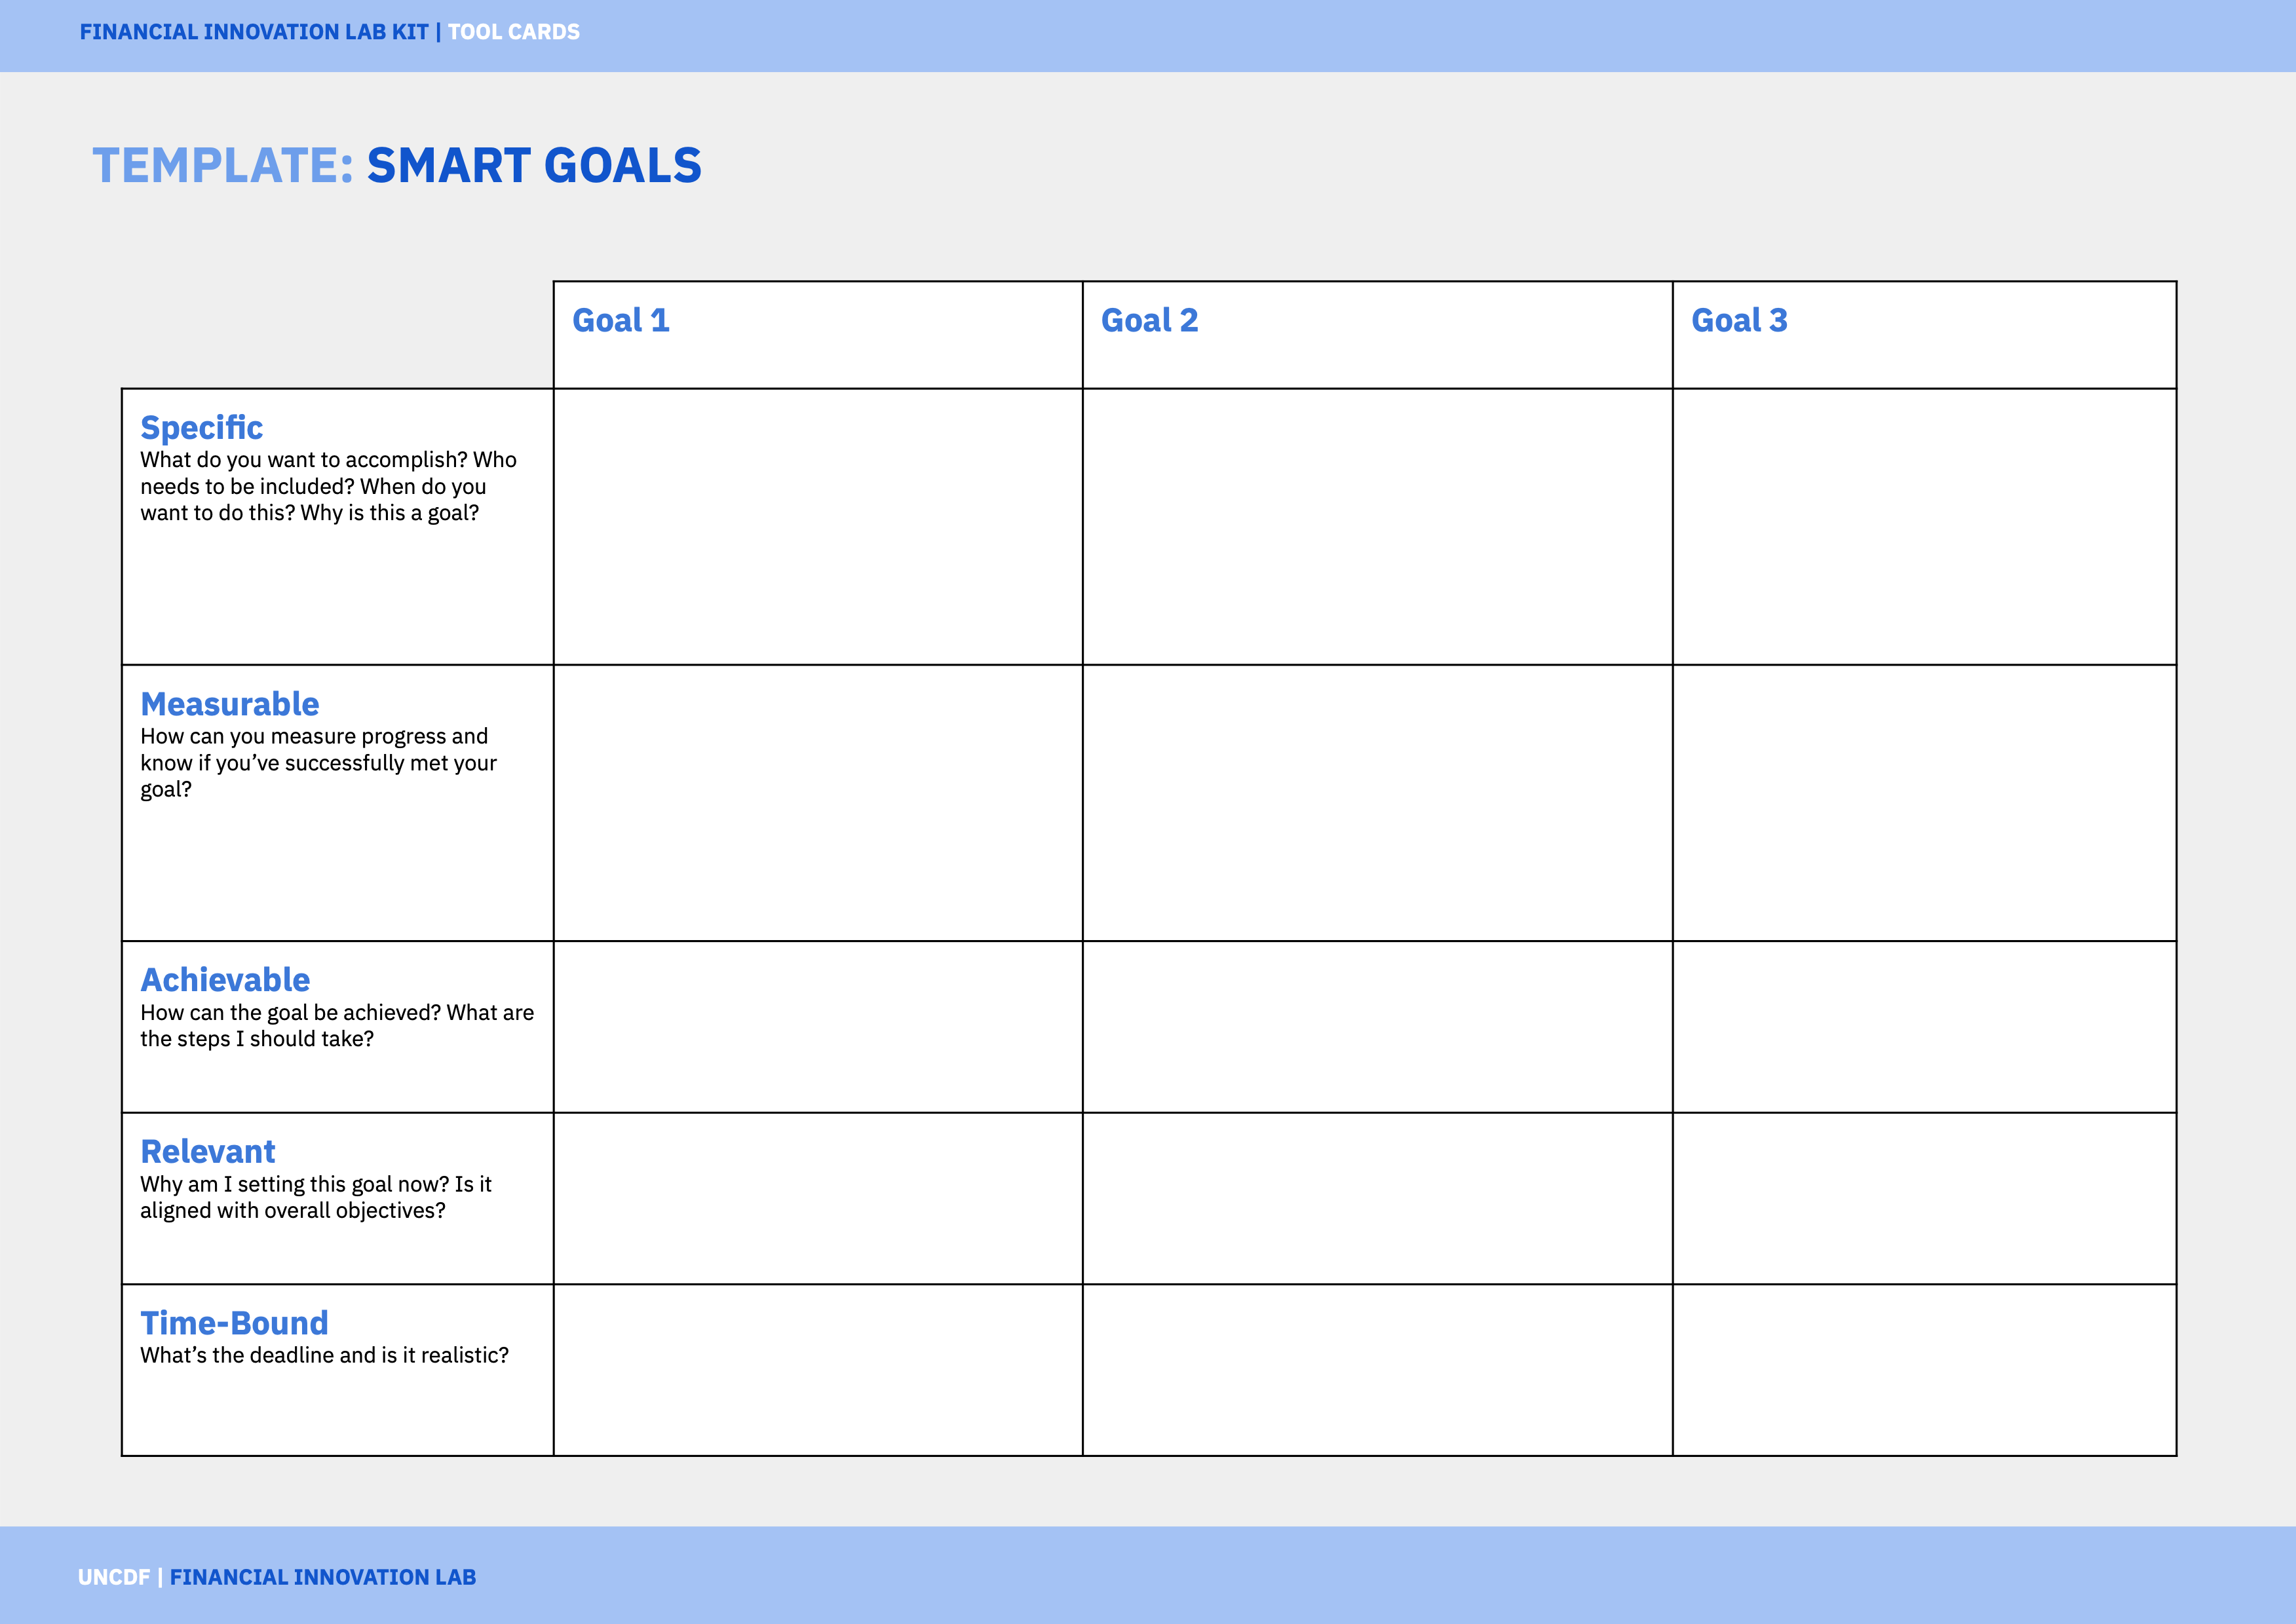 FINANCIAL INNOVATION LAB KIT | TOOL CARDS
TEMPLATE: SMART GOALS
Goal 1
Goal 2
Goal 3
Specific
What do you want to accomplish? Who
needs to be included? When do you
want to do this? Why is this a goal?
Measurable
How can you measure progress and
know if you’ve successfully met your
goal?
Achievable
How can the goal be achieved? What are
the steps I should take?
Relevant
Why am I setting this goal now? Is it
aligned with overall objectives?
Time-Bound
What’s the deadline and is it realistic?
UNCDF | FINANCIAL INNOVATION LAB